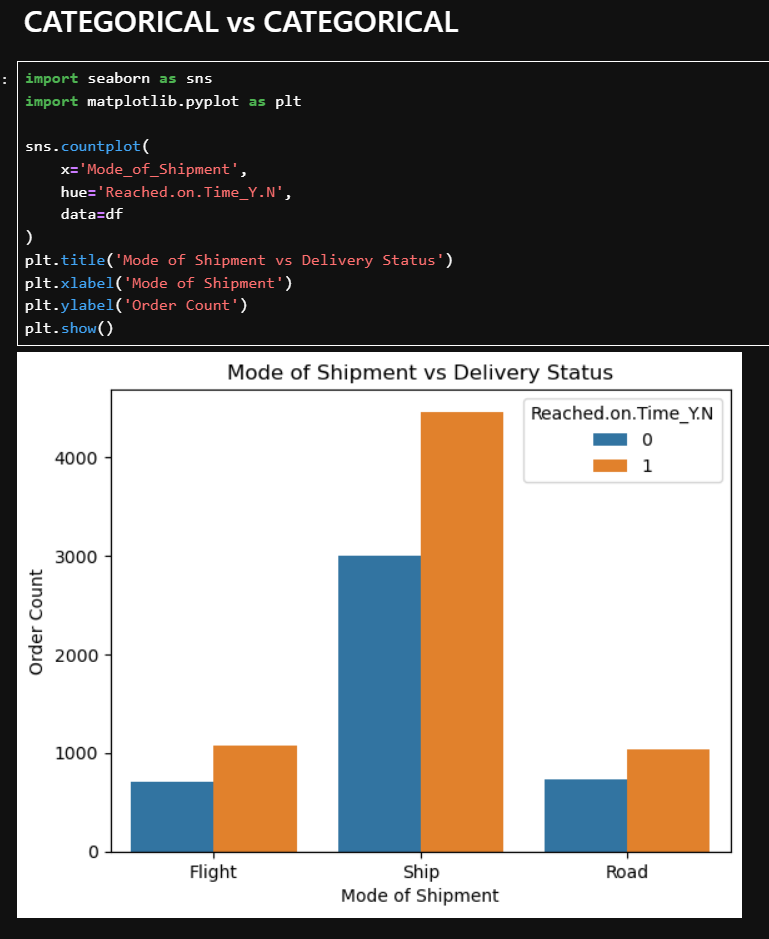 CATEGORICAL vs CATEGORICAL
:
import seaborn as sns
import matplotlib.pyplot as plt
sns.countplot(
    x='Mode_of_Shipment',
    hue='Reached.on.Time_Y.N',
    data=df
)
plt.title('Mode of Shipment vs Delivery Status')
plt.xlabel('Mode of Shipment')
plt.ylabel('Order Count')
plt.show()
Mode of Shipment vs Delivery Status
Reached.on.Time_Y.N
0
1
4000
3000
2000
1000
0
Order Count
Flight Ship Road
Mode of Shipment